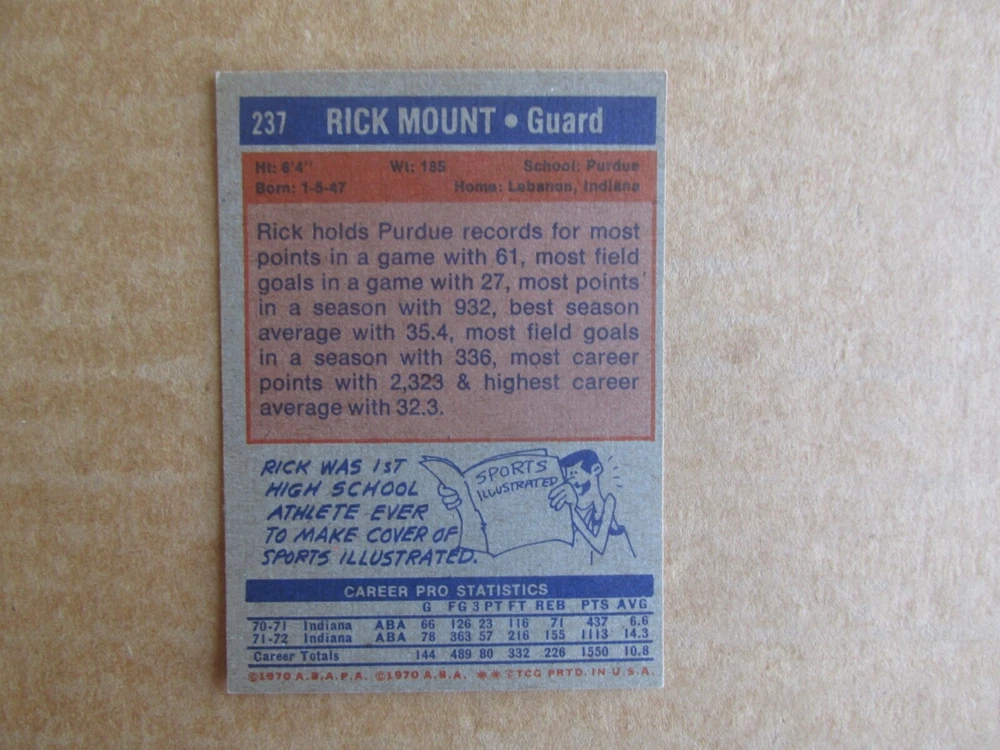 237 RICK MOUNT • Guard
Ht: 6'4" Wt: 185 School: Purdue
Born: 1-5-47 Home: Lebanon, Indiana
Rick holds Purdue records for most
points in a game with 61, most field
goals in a game with 27, most points
in a season with 932, best season
average with 35.4, most field goals
in a season with 336, most career
points with 2,323 & highest career
average with 32.3.
RICK WAS 1ST
HIGH SCHOOL
ATHLETE EVER
TO MAKE COVER OF
SPORTS ILLUSTRATED.
SPORTS
ILLUSTRATED
CAREER PRO STATISTICS
G FG 3 PT FT REB PTS AVG
70-71 Indiana ABA 66 126 23 116 71 437 6.6
71-72 Indiana ABA 78 363 57 216 155 1113 14.3
Career Totals 144 489 80 332 226 1550 10.8
©1970 A.B.A.P.A. ©1970 A.B.A. ** ©TCG PRTD. IN U.S.A.